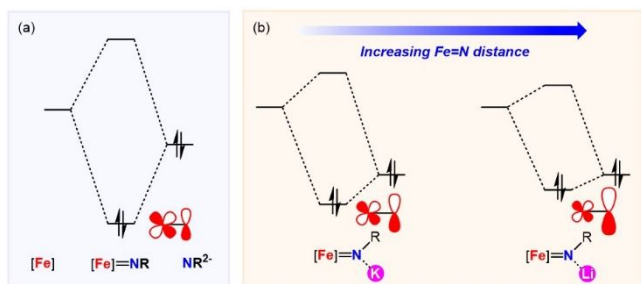 (a)
[Fe] [Fe]=NR NR2-
(b)
Increasing Fe=N distance
R
[Fe]=N
K
R
[Fe]=N
Li